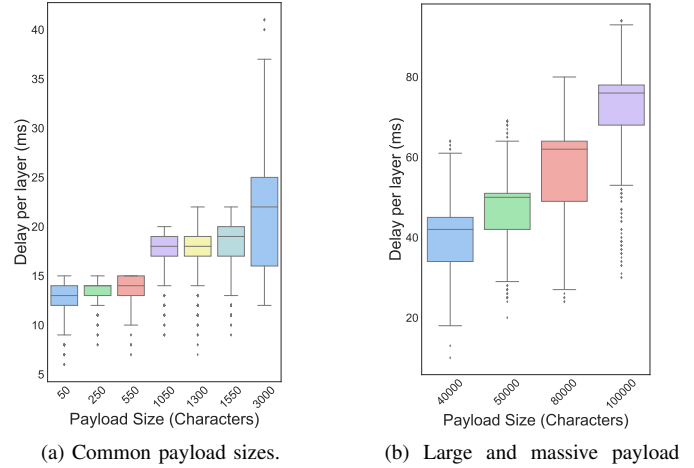 40
35
30
25
20
15
10
5
Delay per layer (ms)
50 250 550 1050 1300 1550 3000
Payload Size (Characters)
(a) Common payload sizes.
80
60
40
20
Delay per layer (ms)
40000 50000 80000 100000
Payload Size (Characters)
(b) Large and massive payload